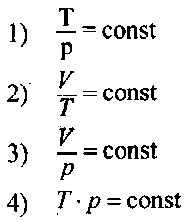 1) T/p = const
2) V/T = const
3) V/p = const
4) T · p = const